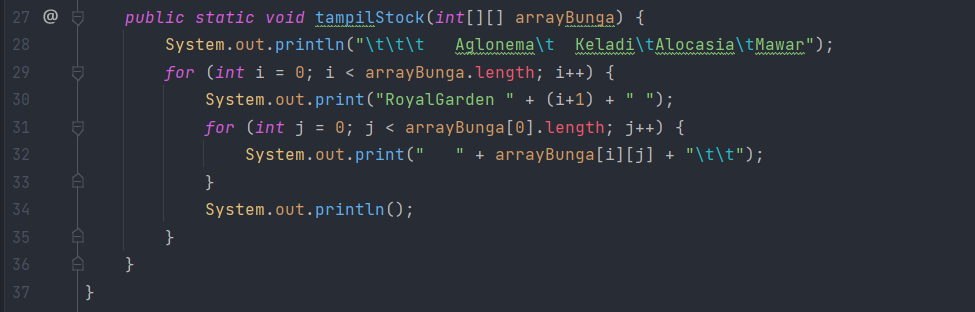 27 @ public static void tampilStock(int[][] arrayBunga) {
28 System.out.println("\t\t\t   Aglonema\t  Keladi\tAlocasia\tMawar");
29 for (int i = 0; i < arrayBunga.length; i++) {
30 System.out.print("RoyalGarden " + (i+1) + " ");
31 for (int j = 0; j < arrayBunga[0].length; j++) {
32 System.out.print("   " + arrayBunga[i][j] + "\t\t");
33 }
34 System.out.println();
35 }
36 }
37 }